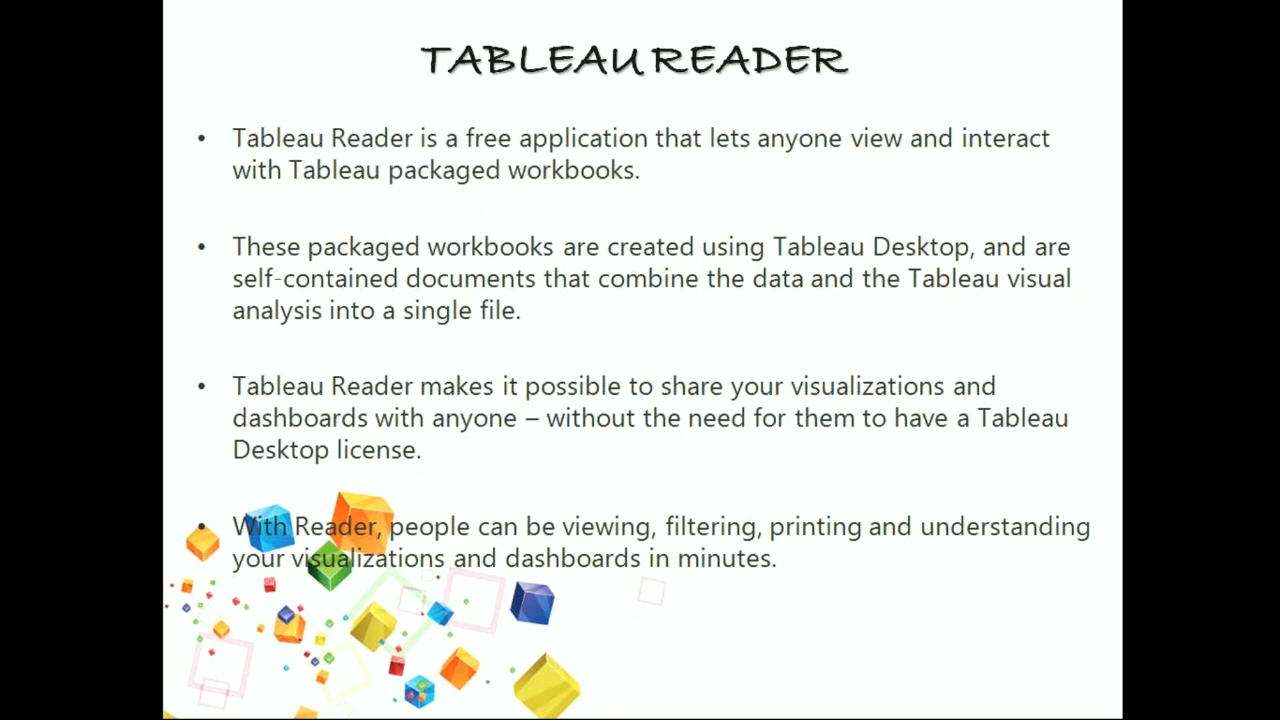 TABLEAU READER
• Tableau Reader is a free application that lets anyone view and interact
with Tableau packaged workbooks.
• These packaged workbooks are created using Tableau Desktop, and are
self-contained documents that combine the data and the Tableau visual
analysis into a single file.
• Tableau Reader makes it possible to share your visualizations and
dashboards with anyone – without the need for them to have a Tableau
Desktop license.
• With Reader, people can be viewing, filtering, printing and understanding
your visualizations and dashboards in minutes.